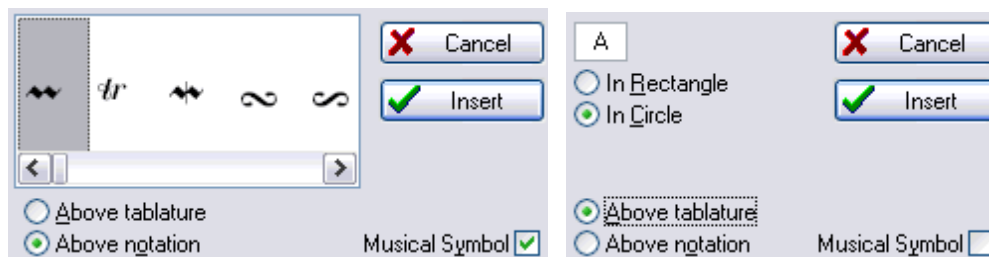 Cancel
tr
Insert
Above tablature
Above notation
Musical Symbol
A
Cancel
In Rectangle
Insert
In Circle
Above tablature
Above notation
Musical Symbol